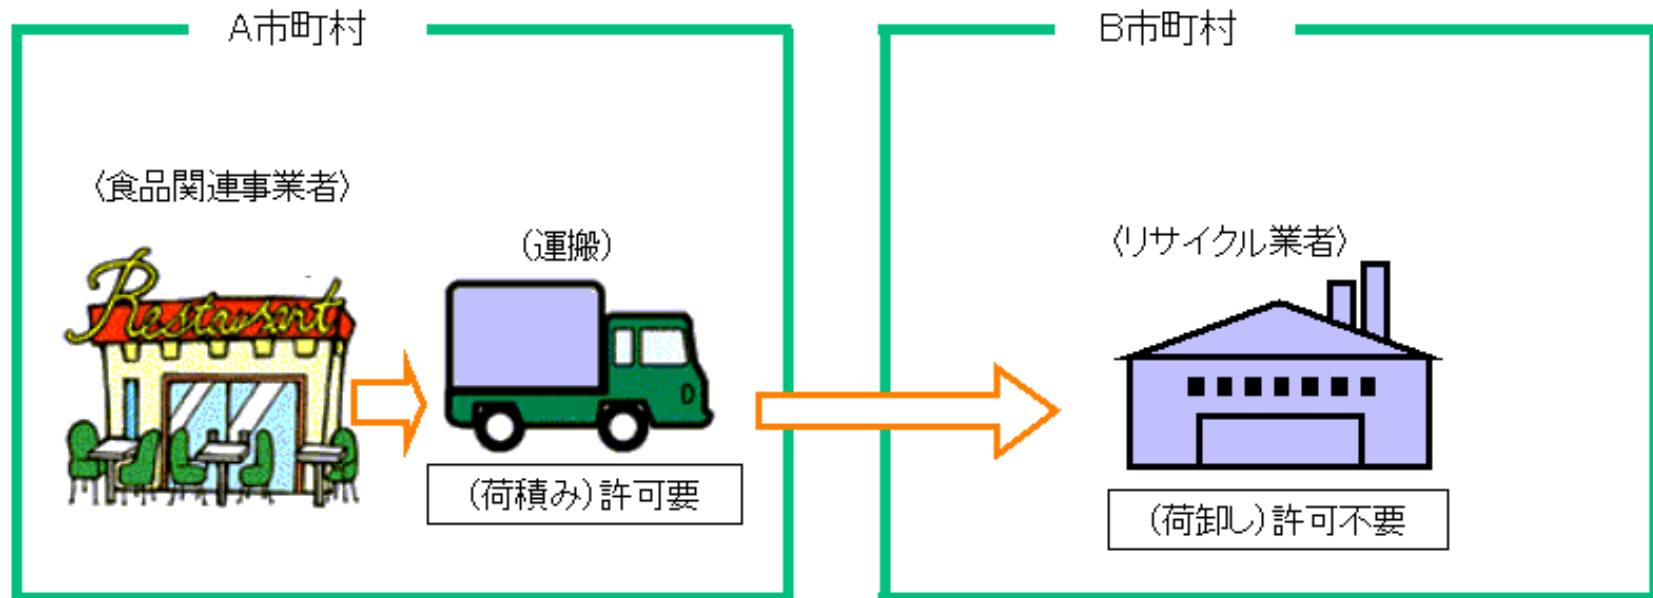 A市町村
B市町村
〈食品関連事業者〉
(運搬)
〈リサイクル業者〉
Restaurant
(荷積み)許可要
(荷卸し)許可不要